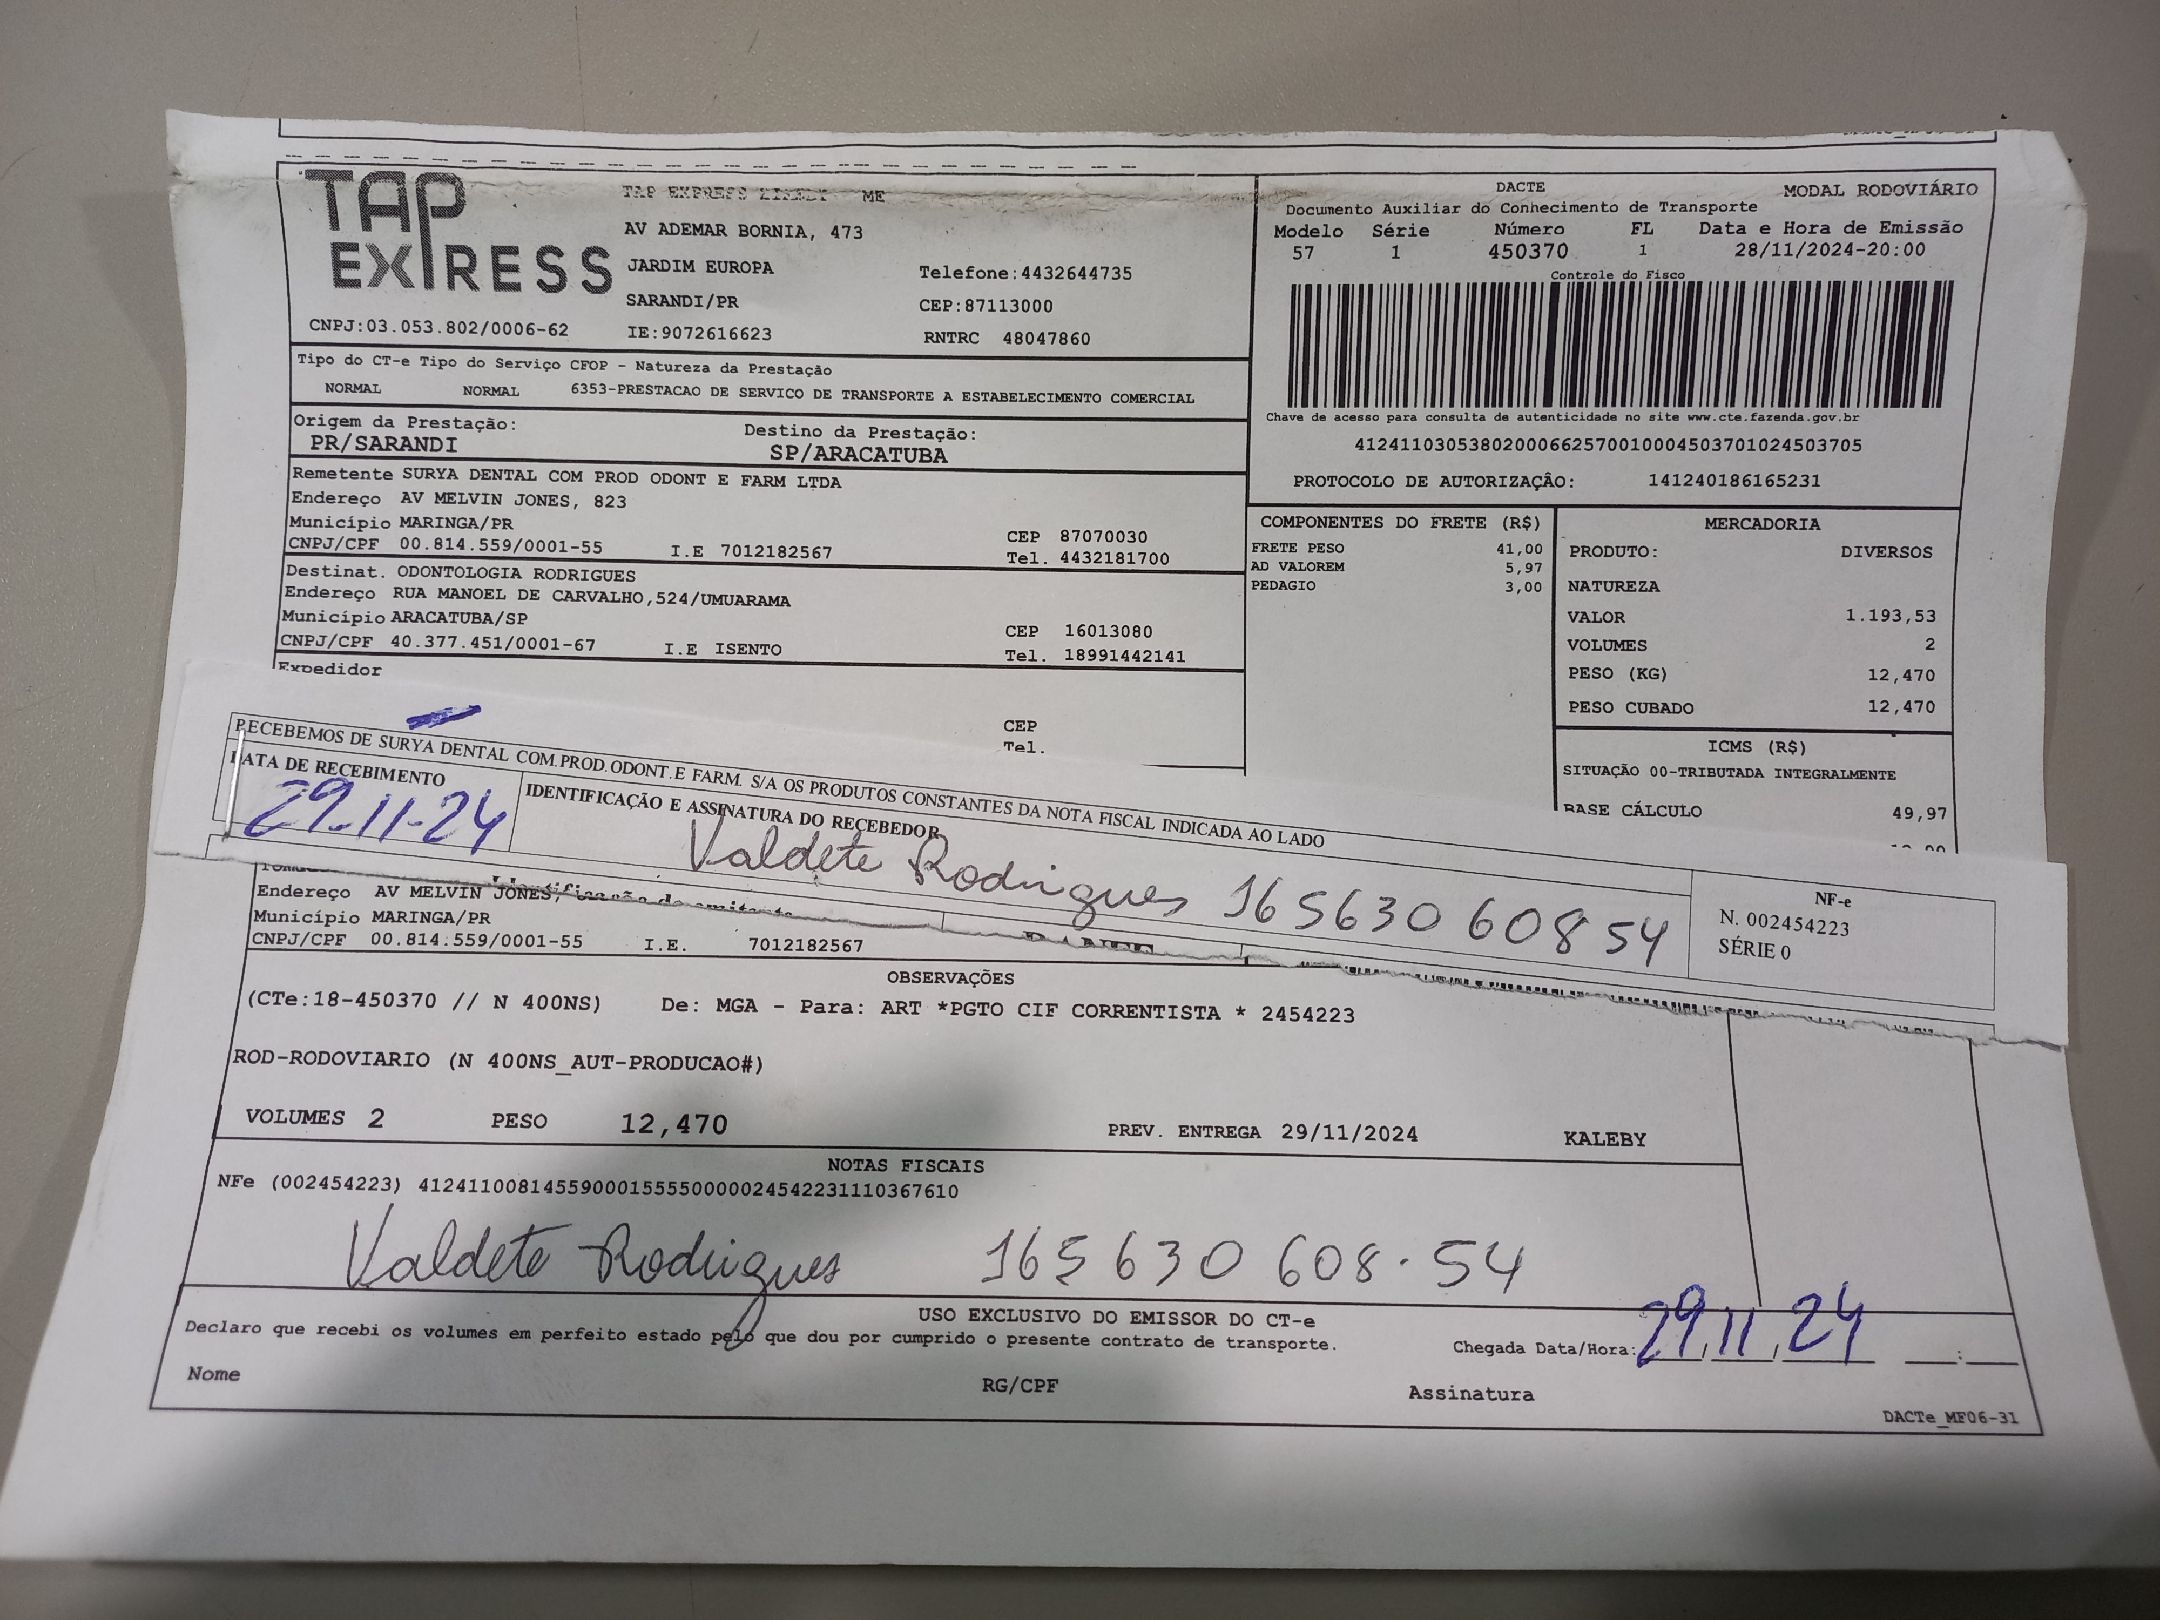 TAP EXPRESS
TAP EXPRESS ME
AV ADEMAR BORNIA, 473
JARDIM EUROPA Telefone:4432644735
SARANDI/PR CEP:87113000
CNPJ:03.053.802/0006-62 IE:9072616623 RNTRC 48047860
DACTE MODAL RODOVIÁRIO
Documento Auxiliar do Conhecimento de Transporte
Modelo Série Número FL Data e Hora de Emissão
57 1 450370 1 28/11/2024-20:00
Controle do Fisco
Chave de acesso para consulta de autenticidade no site www.cte.fazenda.gov.br
41241103053802000662570010004503701024503705
PROTOCOLO DE AUTORIZAÇÂO: 141240186165231
Tipo do CT-e Tipo do Serviço CFOP - Natureza da Prestação
NORMAL NORMAL 6353-PRESTACAO DE SERVICO DE TRANSPORTE A ESTABELECIMENTO COMERCIAL
Origem da Prestação: Destino da Prestação:
PR/SARANDI SP/ARACATUBA
Remetente SURYA DENTAL COM PROD ODONT E FARM LTDA
Endereço AV MELVIN JONES, 823
Município MARINGA/PR CEP 87070030
CNPJ/CPF 00.814.559/0001-55 I.E 7012182567 Tel. 4432181700
Destinat. ODONTOLOGIA RODRIGUES
Endereço RUA MANOEL DE CARVALHO,524/UMUARAMA
Município ARACATUBA/SP CEP 16013080
CNPJ/CPF 40.377.451/0001-67 I.E ISENTO Tel. 18991442141
Expedidor
CEP
Tel.
COMPONENTES DO FRETE (R$)
FRETE PESO 41,00
AD VALOREM 5,97
PEDAGIO 3,00
MERCADORIA
PRODUTO: DIVERSOS
NATUREZA
VALOR 1.193,53
VOLUMES 2
PESO (KG) 12,470
PESO CUBADO 12,470
ICMS (R$)
SITUAÇÃO 00-TRIBUTADA INTEGRALMENTE
BASE CÁLCULO 49,97
RECEBEMOS DE SURYA DENTAL COM.PROD.ODONT.E FARM. S/A OS PRODUTOS CONSTANTES DA NOTA FISCAL INDICADA AO LADO
DATA DE RECEBIMENTO IDENTIFICAÇÃO E ASSINATURA DO RECEBEDOR
29.11.24 Valdete Rodrigues 165630 60854
NF-e
N. 002454223
SÉRIE 0
Endereço AV MELVIN JONES,
Município MARINGA/PR
CNPJ/CPF 00.814.559/0001-55 I.E. 7012182567
OBSERVAÇÕES
(CTe:18-450370 // N 400NS) De: MGA - Para: ART *PGTO CIF CORRENTISTA * 2454223
ROD-RODOVIARIO (N 400NS_AUT-PRODUCAO#)
VOLUMES 2 PESO 12,470 PREV. ENTREGA 29/11/2024 KALEBY
NOTAS FISCAIS
NFe (002454223) 41241100814559000155550000024542231110367610
Valdete Rodrigues 165 630 608.54
USO EXCLUSIVO DO EMISSOR DO CT-e
Declaro que recebi os volumes em perfeito estado pelo que dou por cumprido o presente contrato de transporte.
Chegada Data/Hora: 29,11,24 :
Nome RG/CPF Assinatura
DACTe_MF06-31